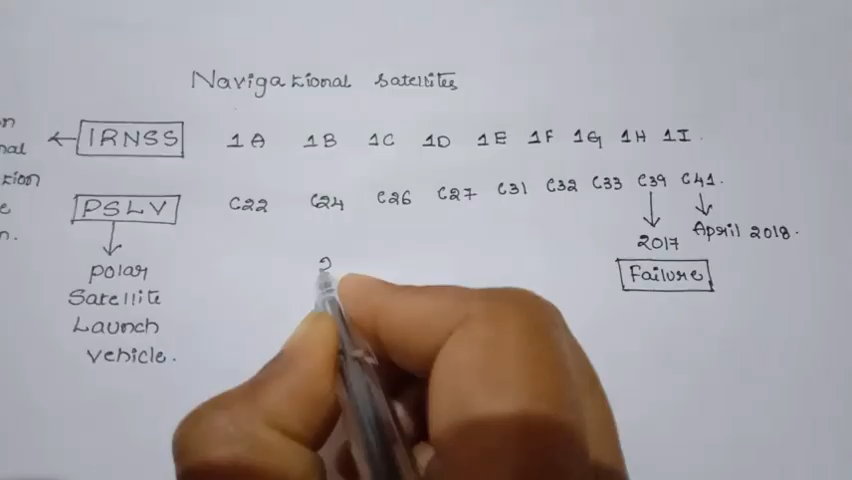 Navigational Satellites
IRNSS 1A 1B 1C 1D 1E 1F 1G 1H 1I
PSLV C22 C24 C26 C27 C31 C32 C33 C39 C41.
2017 April 2018.
Failure
Polar
Satellite
Launch
vehicle.